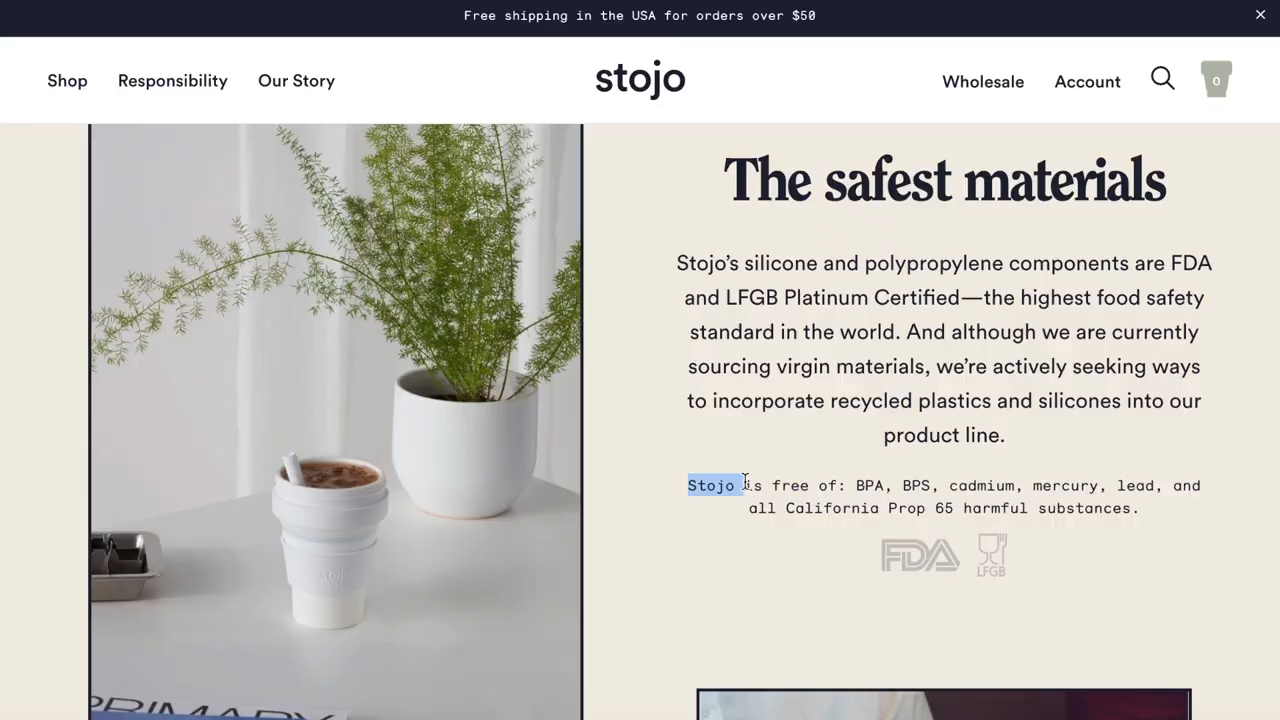 Free shipping in the USA for orders over $50
Shop
Responsibility
Our Story
stojo
Wholesale
Account
0
The safest materials
Stojo’s silicone and polypropylene components are FDA
and LFGB Platinum Certified—the highest food safety
standard in the world. And although we are currently
sourcing virgin materials, we’re actively seeking ways
to incorporate recycled plastics and silicones into our
product line.
Stojo is free of: BPA, BPS, cadmium, mercury, lead, and
all California Prop 65 harmful substances.
FDA
LFGB
stojo
PRIMARY